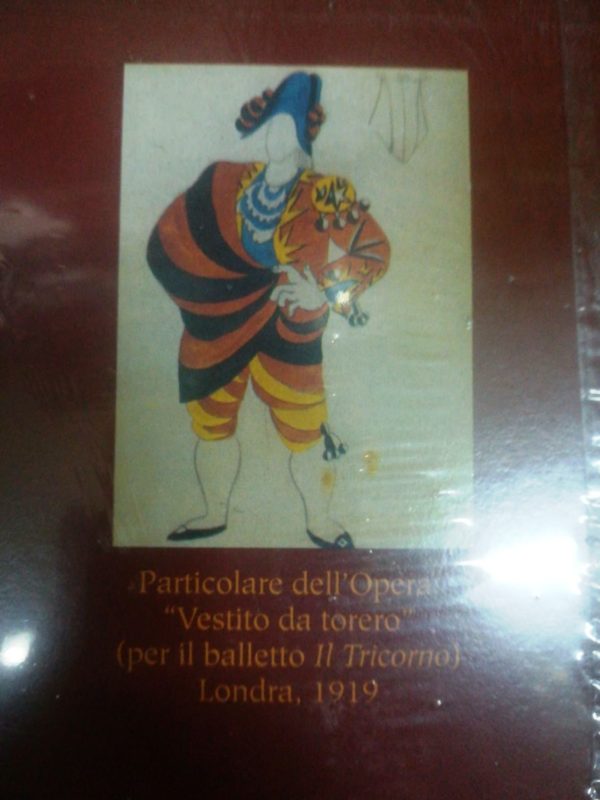 Particolare dell'Opera
"Vestito da torero"
(per il balletto Il Tricorno)
Londra, 1919